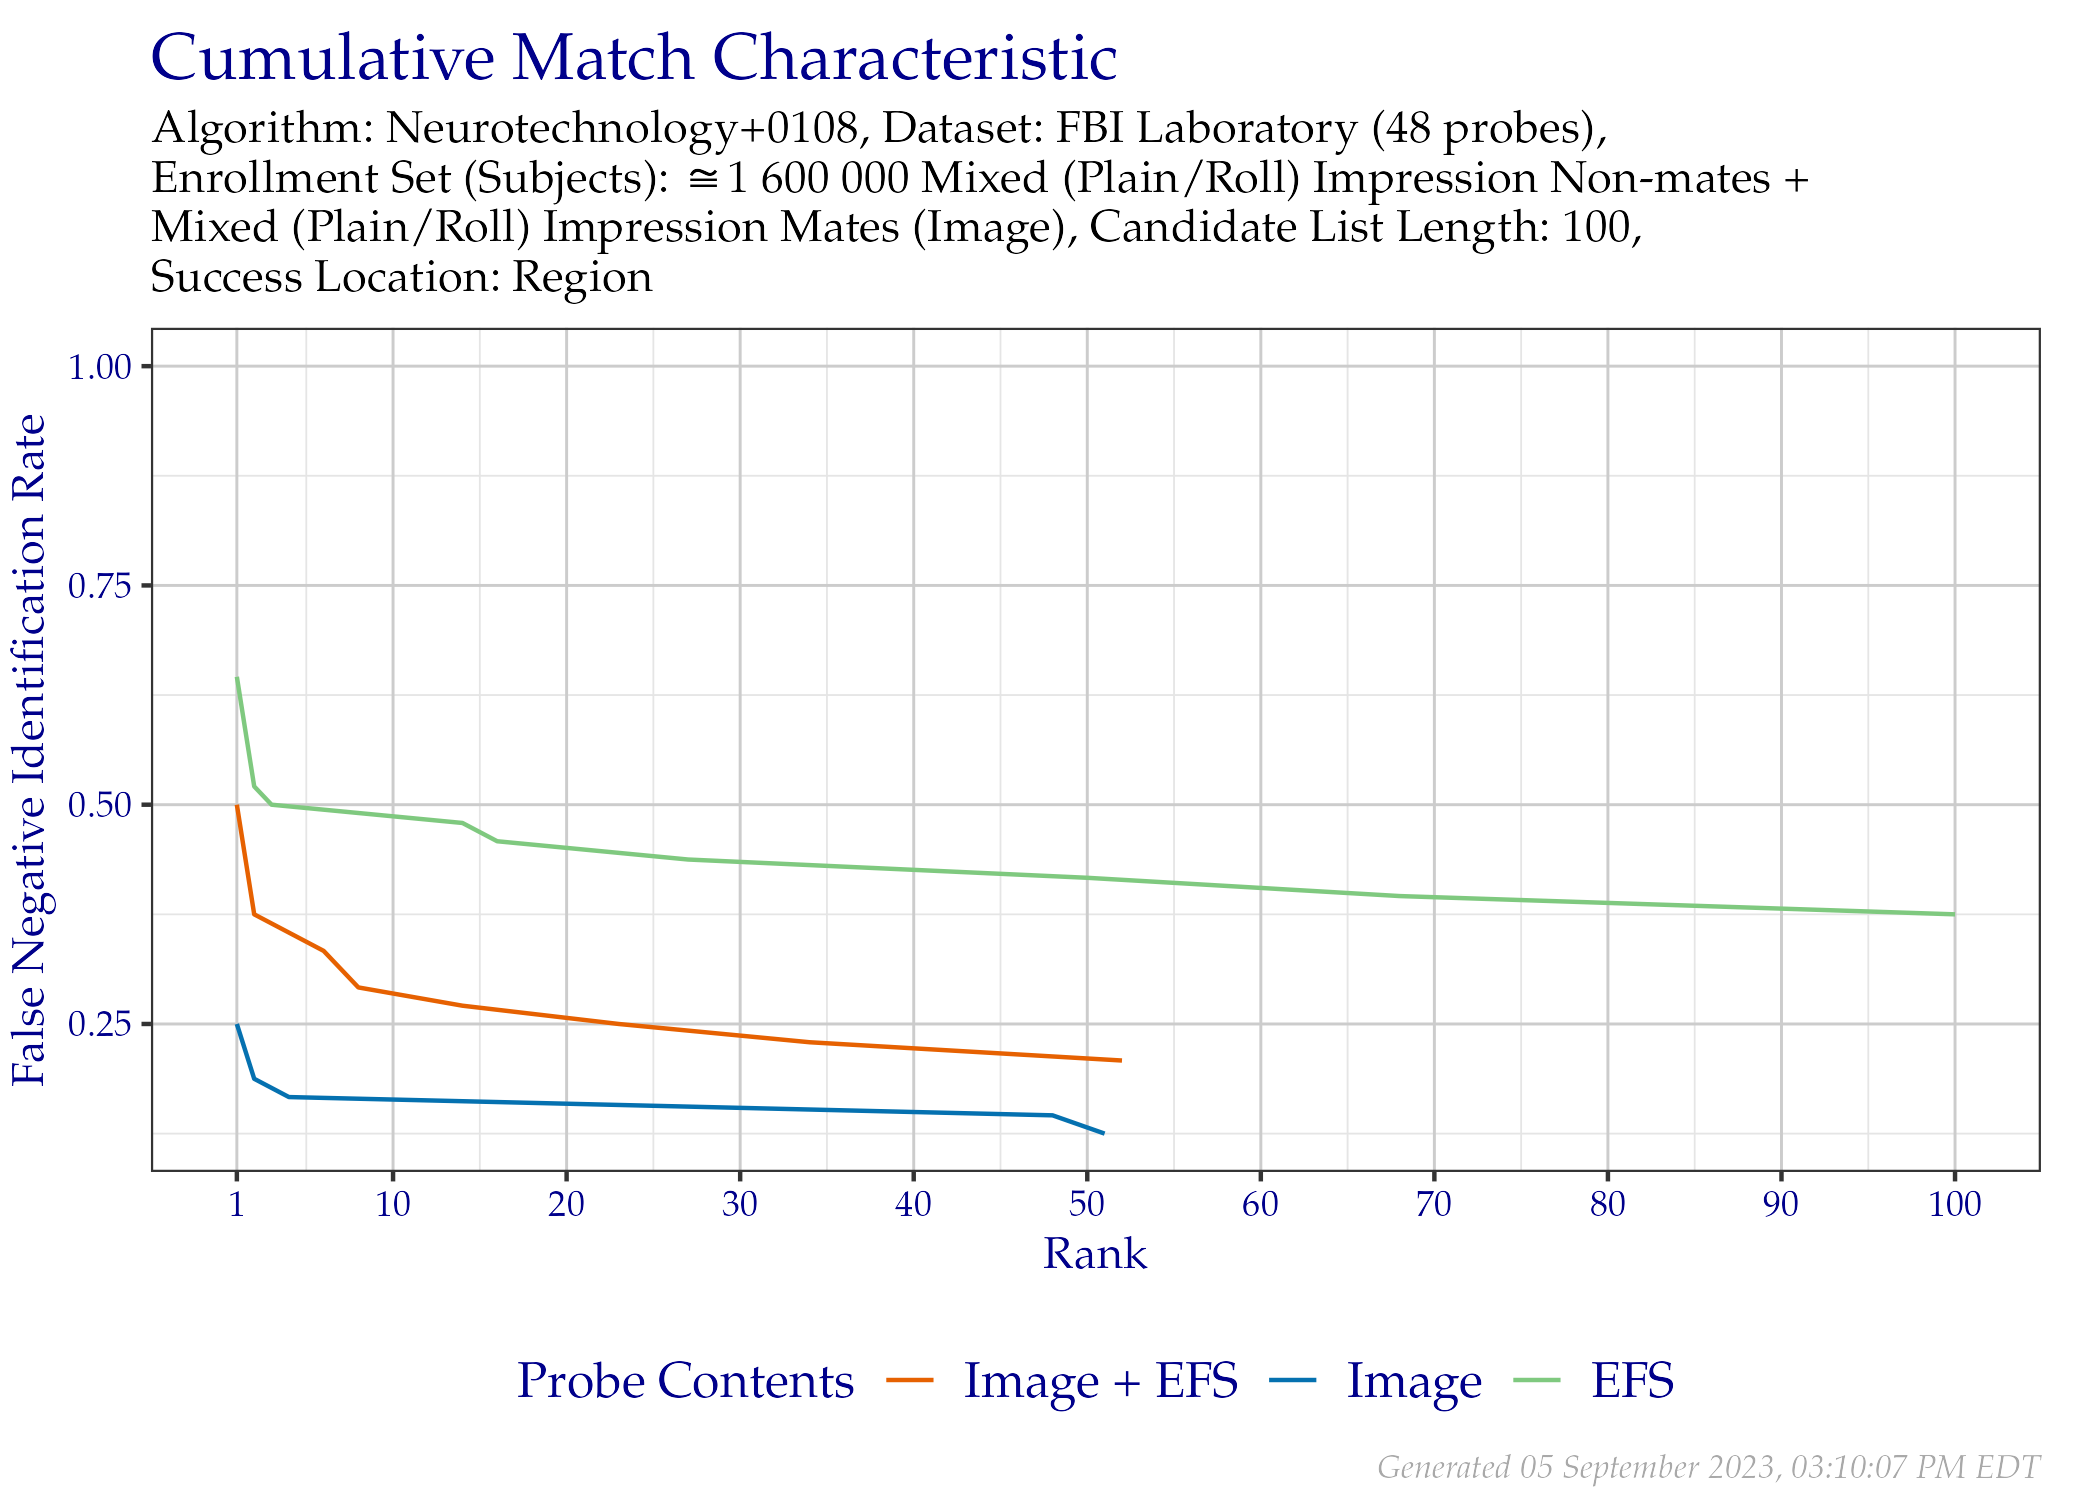 Cumulative Match Characteristic
Algorithm: Neurotechnology+0108, Dataset: FBI Laboratory (48 probes),
Enrollment Set (Subjects): ≅1 600 000 Mixed (Plain/Roll) Impression Non-mates +
Mixed (Plain/Roll) Impression Mates (Image), Candidate List Length: 100,
Success Location: Region
False Negative Identification Rate
1.00
0.75
0.50
0.25
1 10 20 30 40 50 60 70 80 90 100
Rank
Probe Contents Image + EFS Image EFS
Generated 05 September 2023, 03:10:07 PM EDT